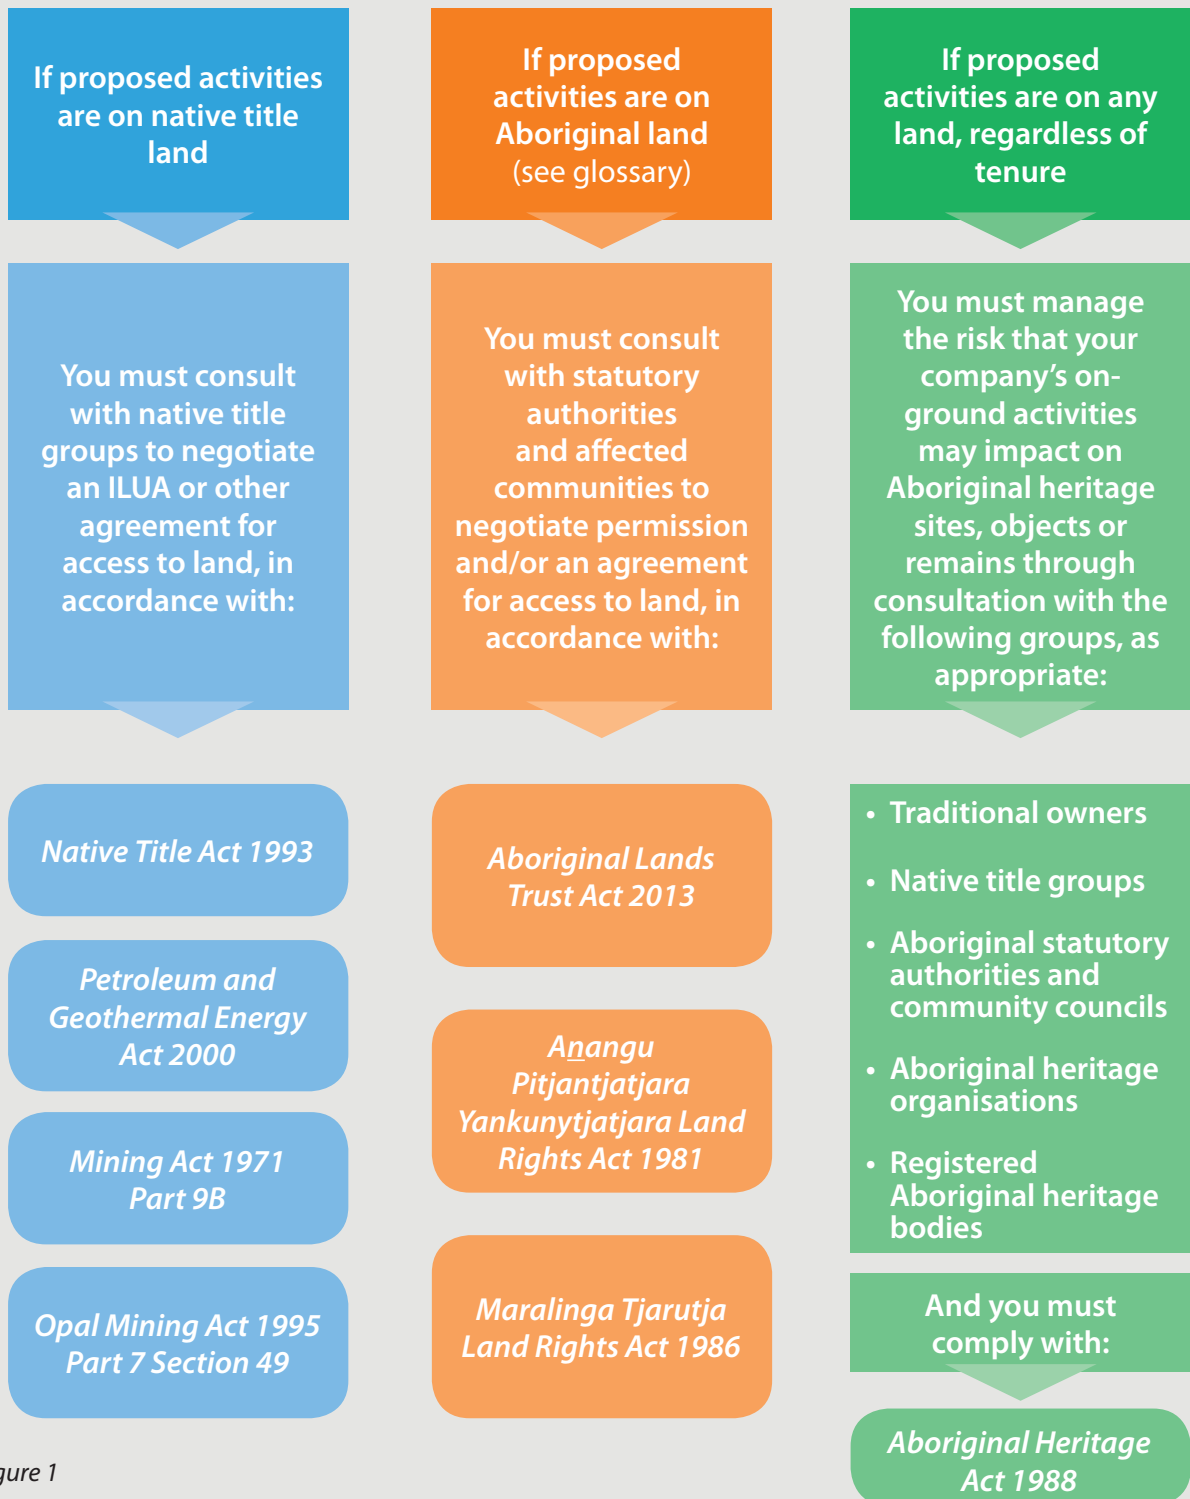 If proposed activities
are on native title
land
You must consult
with native title
groups to negotiate
an ILUA or other
agreement for
access to land, in
accordance with:
Native Title Act 1993
Petroleum and
Geothermal Energy
Act 2000
Mining Act 1971
Part 9B
Opal Mining Act 1995
Part 7 Section 49
If proposed
activities are on
Aboriginal land
(see glossary)
You must consult
with statutory
authorities
and affected
communities to
negotiate permission
and/or an agreement
for access to land, in
accordance with:
Aboriginal Lands
Trust Act 2013
Aṉangu
Pitjantjatjara
Yankunytjatjara Land
Rights Act 1981
Maralinga Tjarutja
Land Rights Act 1986
If proposed
activities are on any
land, regardless of
tenure
You must manage
the risk that your
company’s on-
ground activities
may impact on
Aboriginal heritage
sites, objects or
remains through
consultation with the
following groups, as
appropriate:
• Traditional owners
• Native title groups
• Aboriginal statutory
authorities and
community councils
• Aboriginal heritage
organisations
• Registered
Aboriginal heritage
bodies
And you must
comply with:
Aboriginal Heritage
Act 1988
gure 1